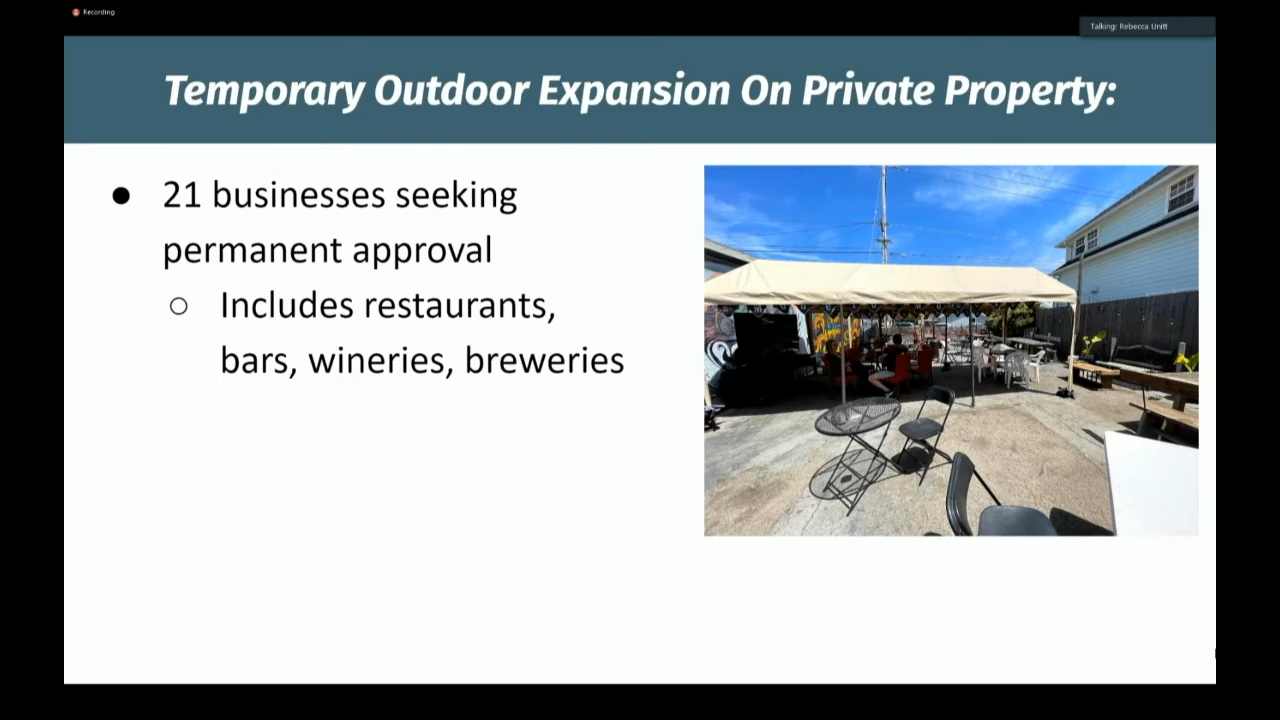 Recording
Talking: Rebecca Unitt
Temporary Outdoor Expansion On Private Property:
● 21 businesses seeking
permanent approval
○ Includes restaurants,
bars, wineries, breweries